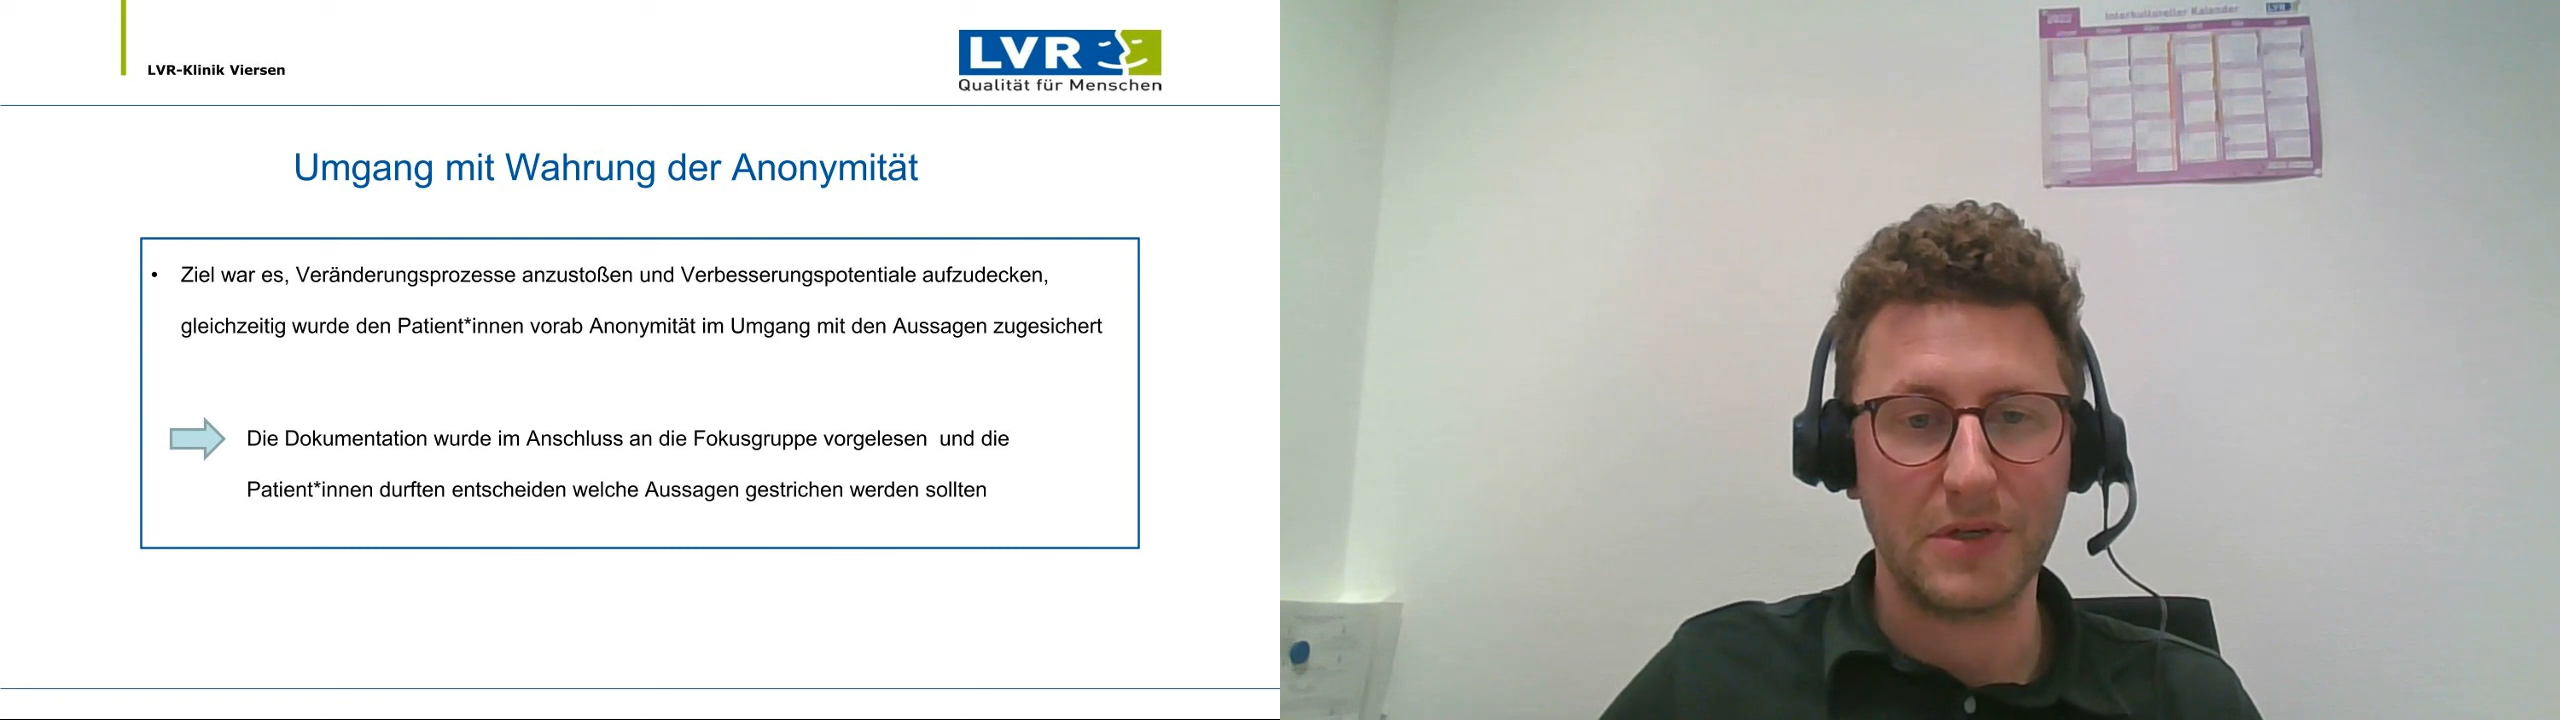 LVR-Klinik Viersen
LVR
Qualität für Menschen
Umgang mit Wahrung der Anonymität
• Ziel war es, Veränderungsprozesse anzustoßen und Verbesserungspotentiale aufzudecken,
gleichzeitig wurde den Patient*innen vorab Anonymität im Umgang mit den Aussagen zugesichert
Die Dokumentation wurde im Anschluss an die Fokusgruppe vorgelesen  und die
Patient*innen durften entscheiden welche Aussagen gestrichen werden sollten
Interkultureller Kalender
LVR